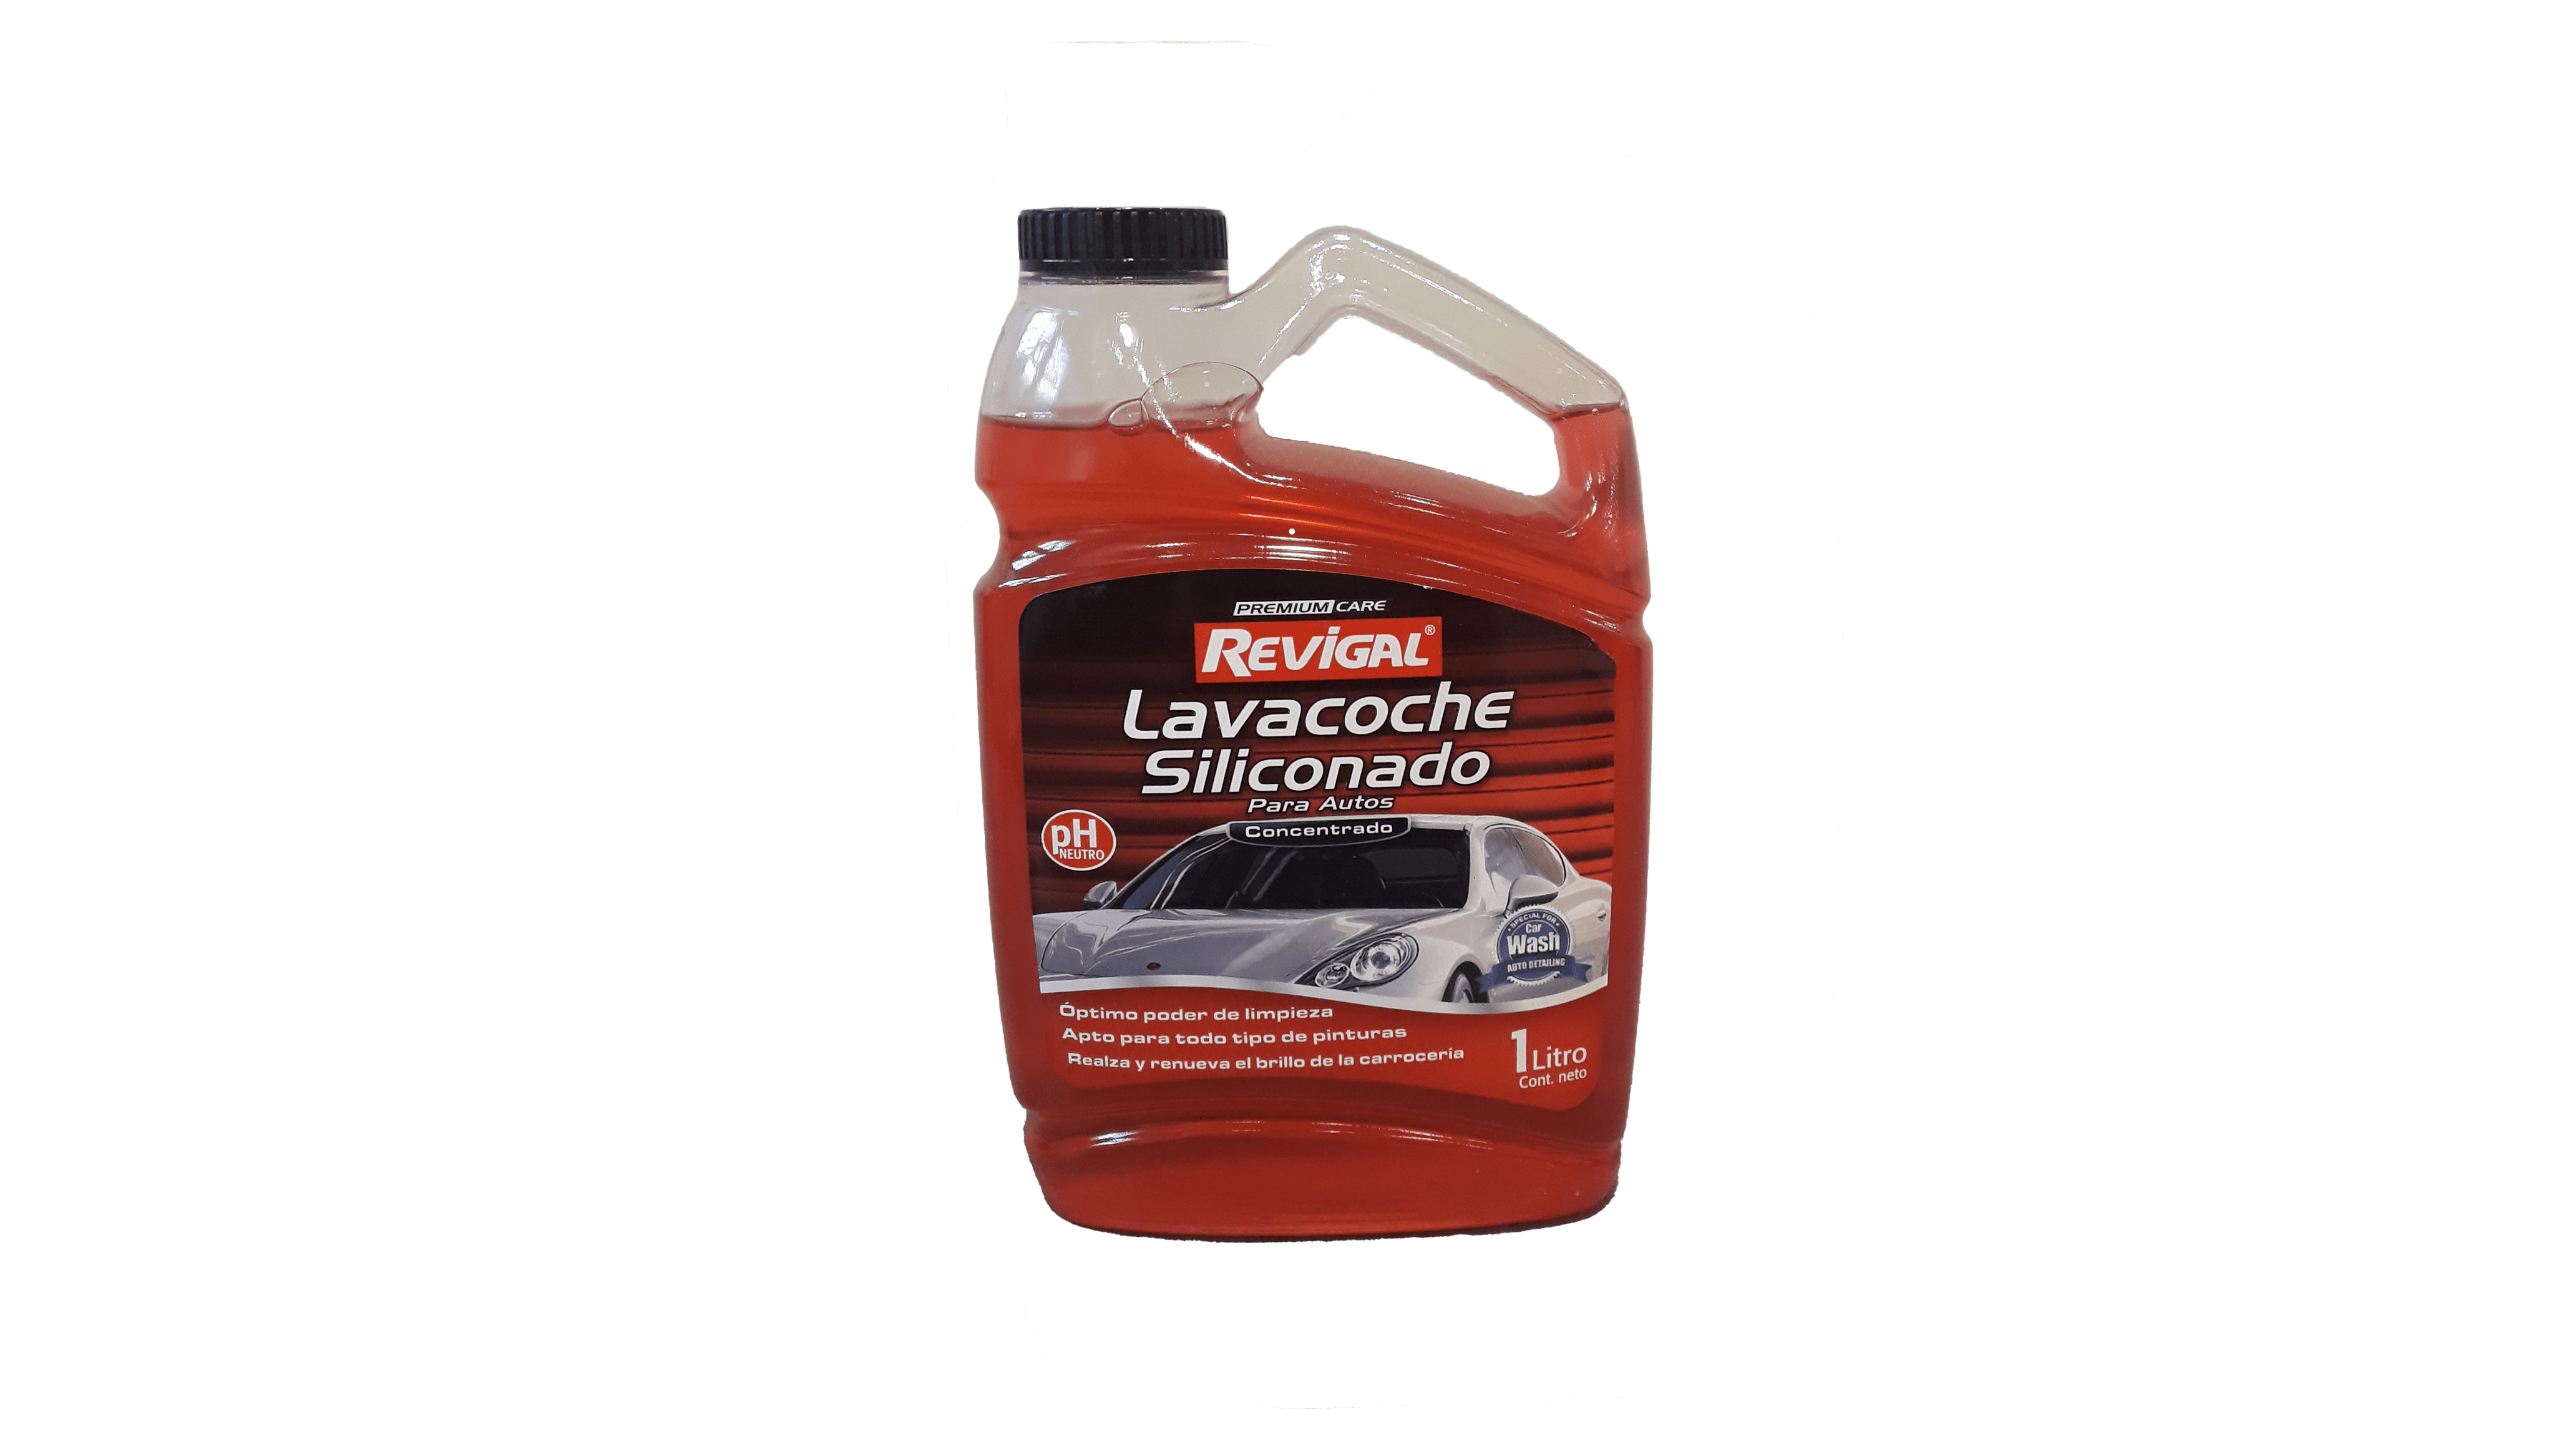 PREMIUM CARE
REVIGAL®
Lavacoche
Siliconado
Para Autos
Concentrado
pH
NEUTRO
SPECIAL FOR
Car
Wash
AUTO DETAILING
Óptimo poder de limpieza
Apto para todo tipo de pinturas
Realza y renueva el brillo de la carrocería
1 Litro
Cont. neto